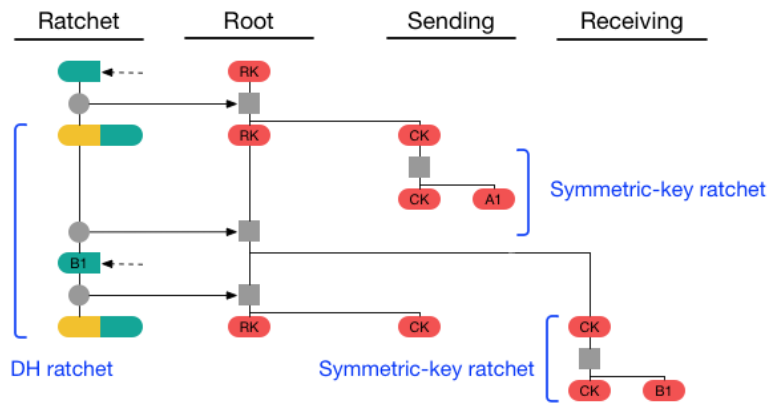 Ratchet Root Sending Receiving
RK
RK CK
Symmetric-key ratchet
CK A1
B1
RK CK CK
DH ratchet Symmetric-key ratchet
CK B1